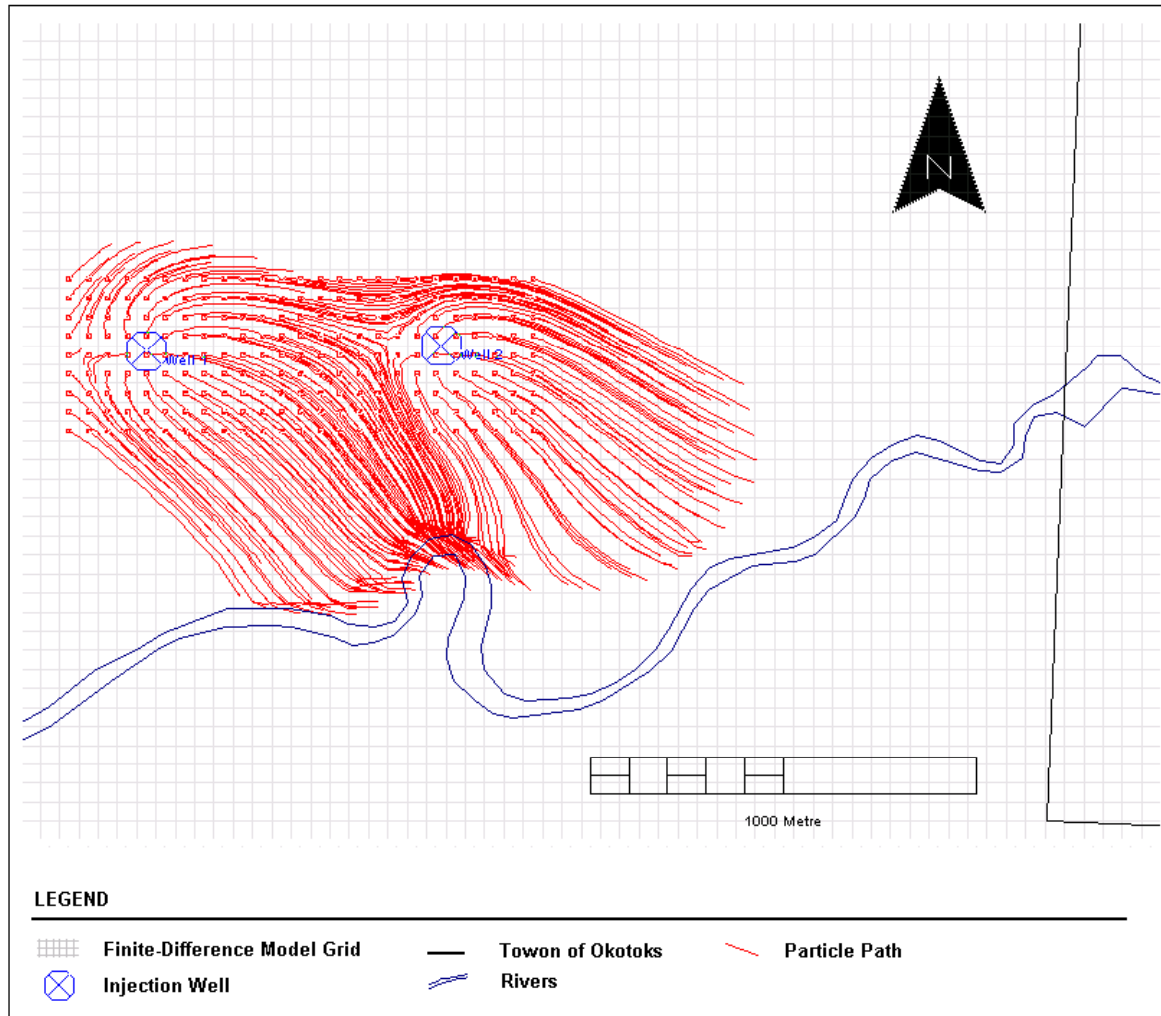 N
Well 1
Well 2
1000 Metre
LEGEND
Finite-Difference Model Grid
Towon of Okotoks
Particle Path
Injection Well
Rivers